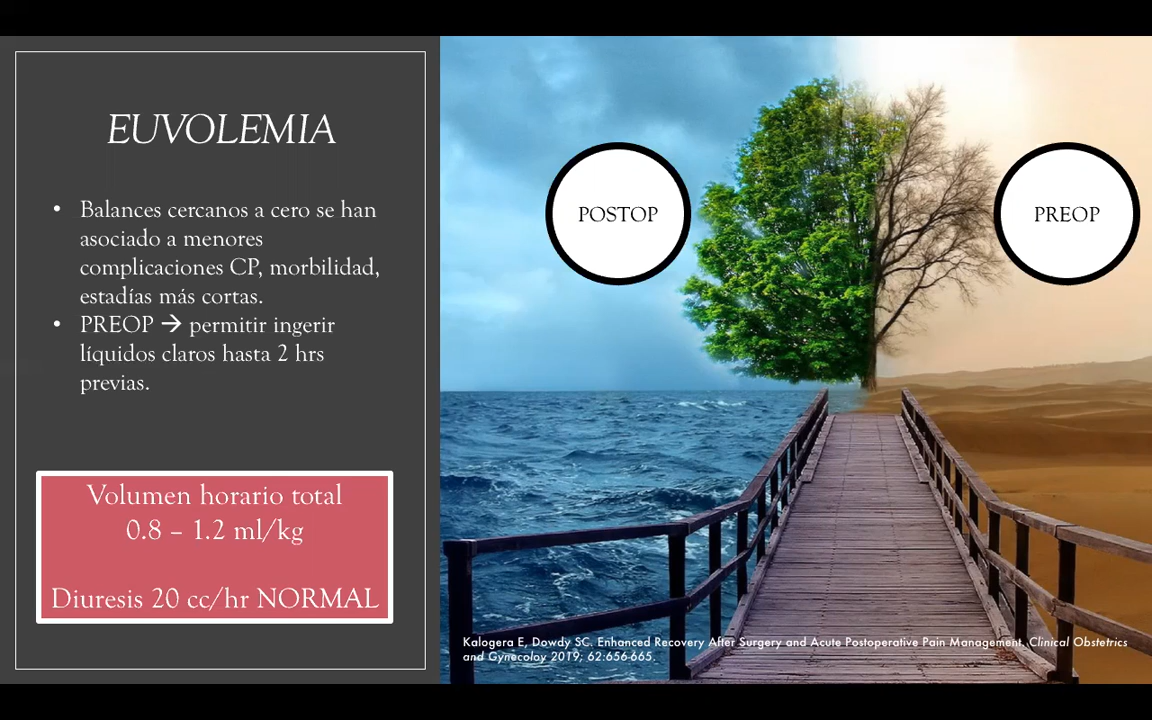 EUVOLEMIA
• Balances cercanos a cero se han
asociado a menores
complicaciones CP, morbilidad,
estadías más cortas.
• PREOP → permitir ingerir
líquidos claros hasta 2 hrs
previas.
Volumen horario total
0.8 – 1.2 ml/kg
Diuresis 20 cc/hr NORMAL
POSTOP
PREOP
Kalogera E, Dowdy SC. Enhanced Recovery After Surgery and Acute Postoperative Pain Management. Clinical Obstetrics
and Gynecoloy 2019; 62:656-665.